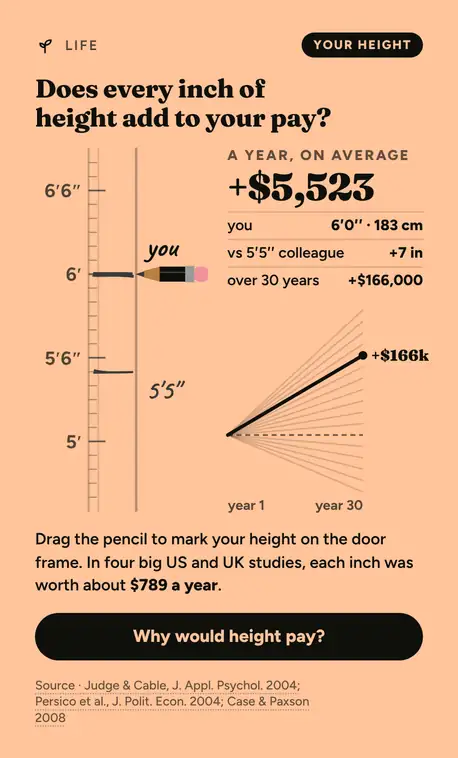 LIFE
YOUR HEIGHT
Does every inch of
height add to your pay?
6′6″
6′
5′6″
5′
you
5′5″
A YEAR, ON AVERAGE
+$5,523
you 6′0′′ · 183 cm
vs 5′5′′ colleague +7 in
over 30 years +$166,000
+$166k
year 1 year 30
Drag the pencil to mark your height on the door
frame. In four big US and UK studies, each inch was
worth about $789 a year.
Why would height pay?
Source · Judge & Cable, J. Appl. Psychol. 2004;
Persico et al., J. Polit. Econ. 2004; Case & Paxson
2008